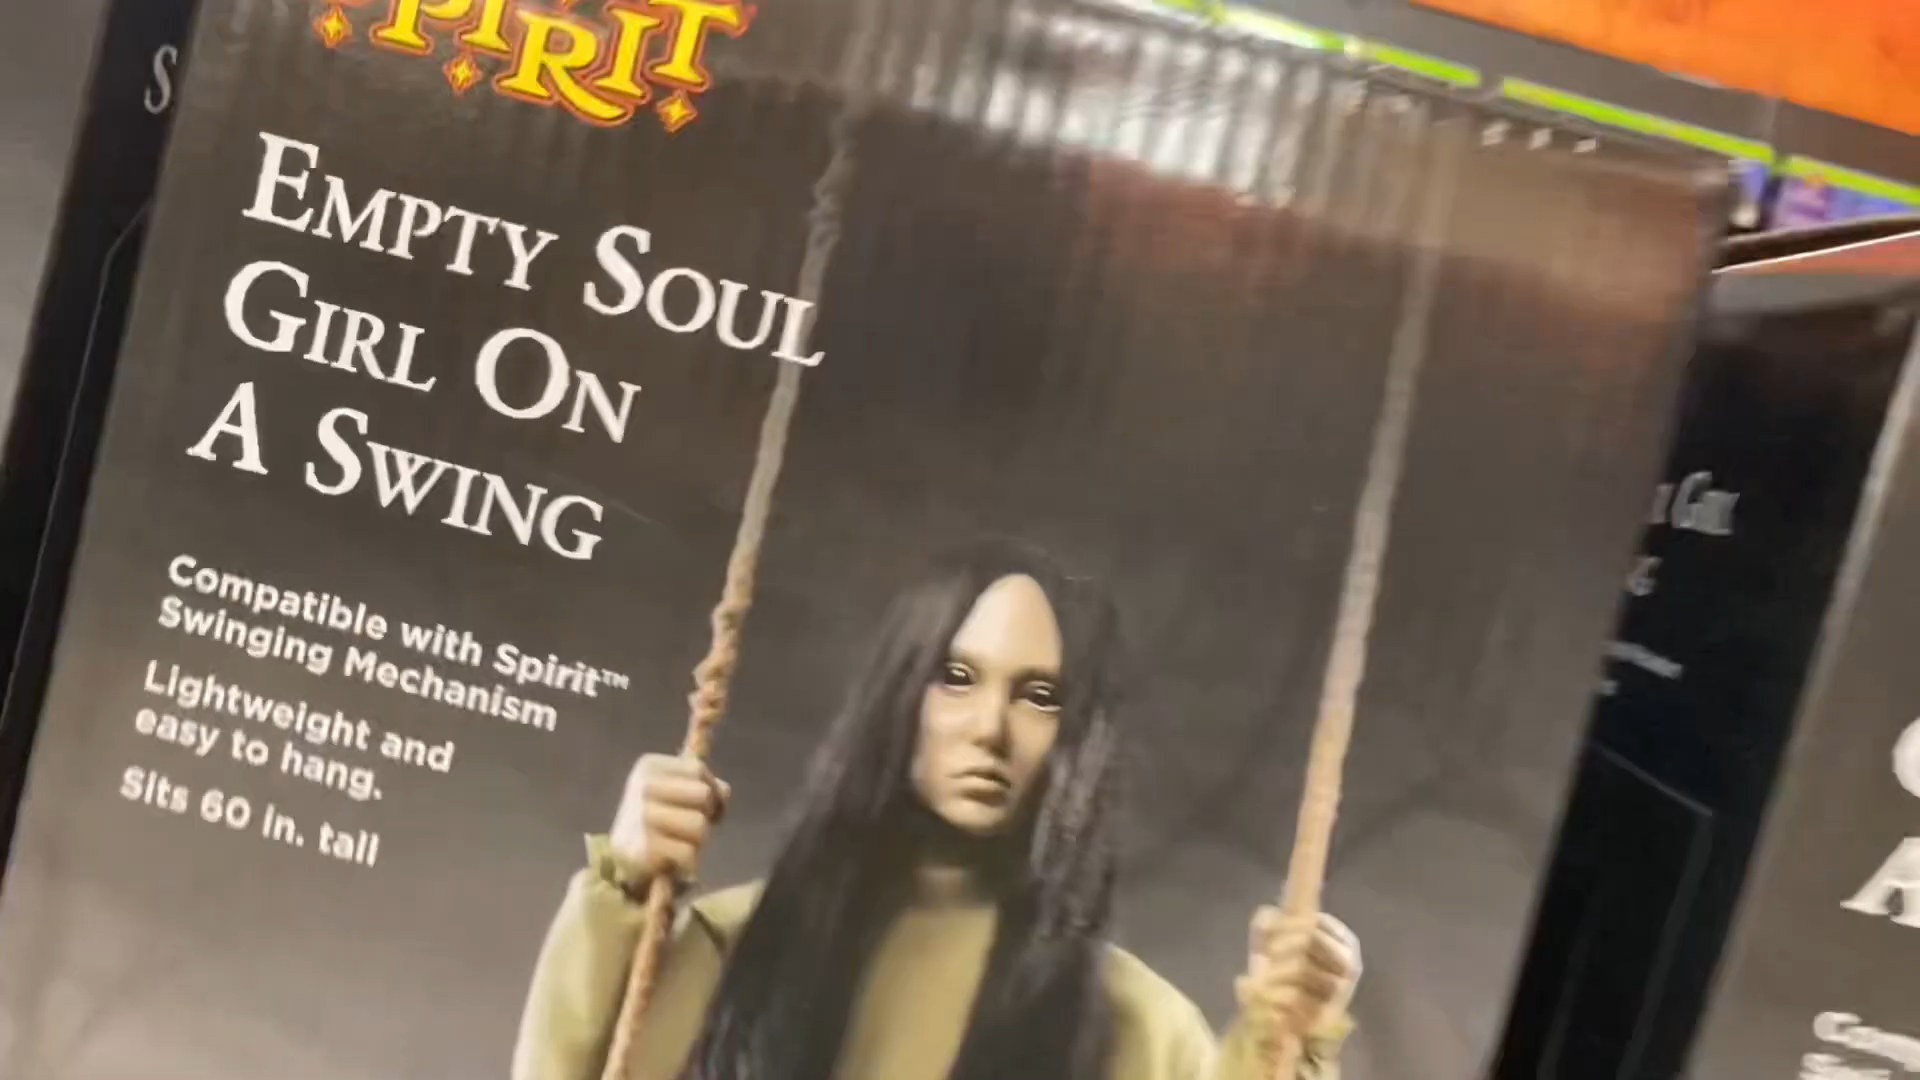 SPIRIT
EMPTY SOUL
GIRL ON
A SWING
Compatible with Spirit™
Swinging Mechanism
Lightweight and
easy to hang.
Sits 60 in. tall